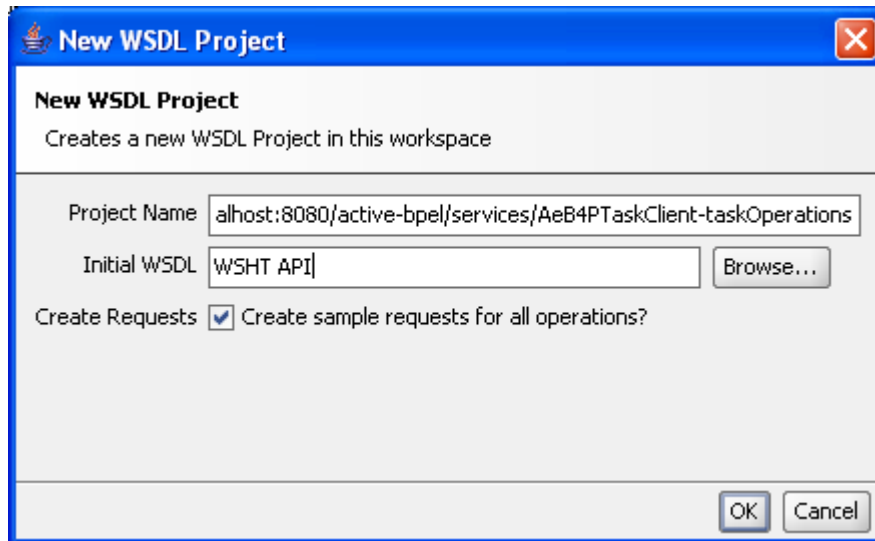 New WSDL Project
New WSDL Project
Creates a new WSDL Project in this workspace
Project Name alhost:8080/active-bpel/services/AeB4PTaskClient-taskOperations
Initial WSDL WSHT API Browse...
Create Requests Create sample requests for all operations?
OK Cancel